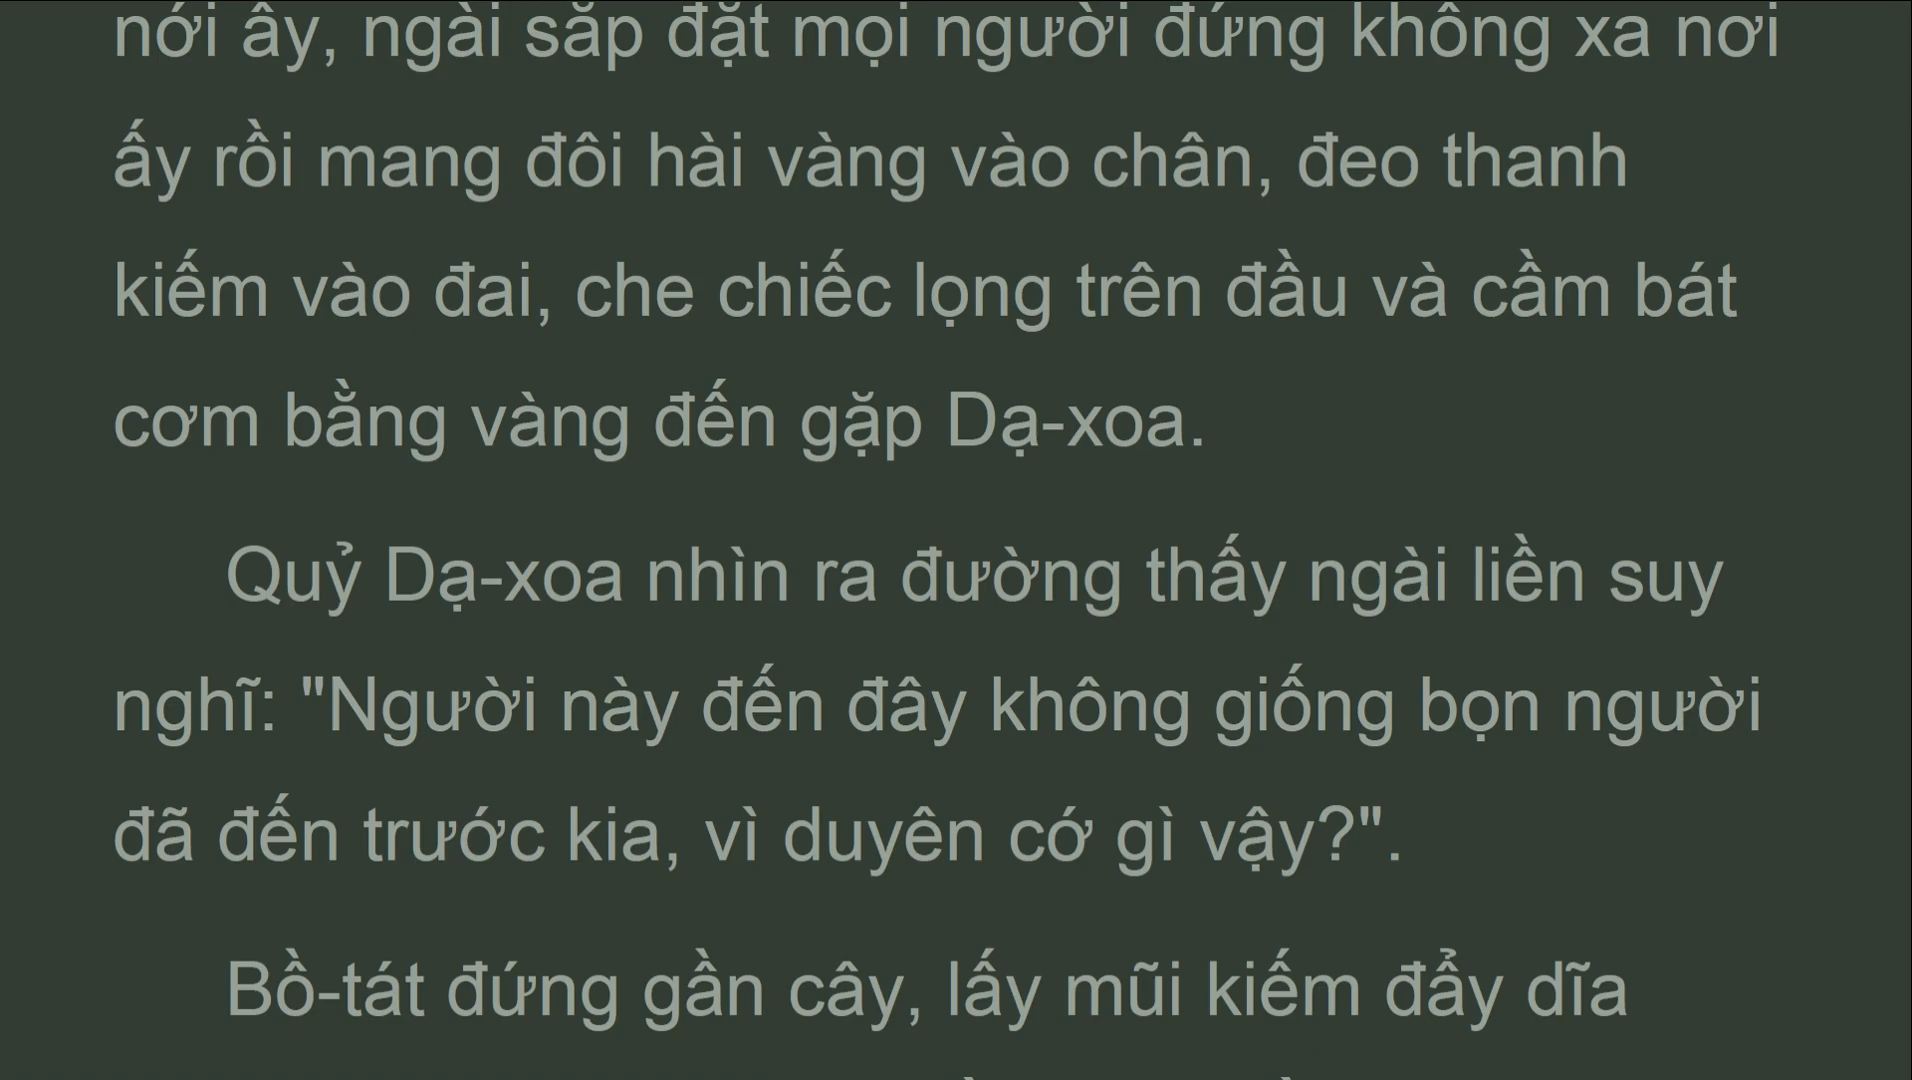 nới ấy, ngài sắp đặt mọi người đứng không xa nơi
ấy rồi mang đôi hài vàng vào chân, đeo thanh
kiếm vào đai, che chiếc lọng trên đầu và cầm bát
cơm bằng vàng đến gặp Dạ-xoa.
Quỷ Dạ-xoa nhìn ra đường thấy ngài liền suy
nghĩ: "Người này đến đây không giống bọn người
đã đến trước kia, vì duyên cớ gì vậy?".
Bồ-tát đứng gần cây, lấy mũi kiếm đẩy dĩa